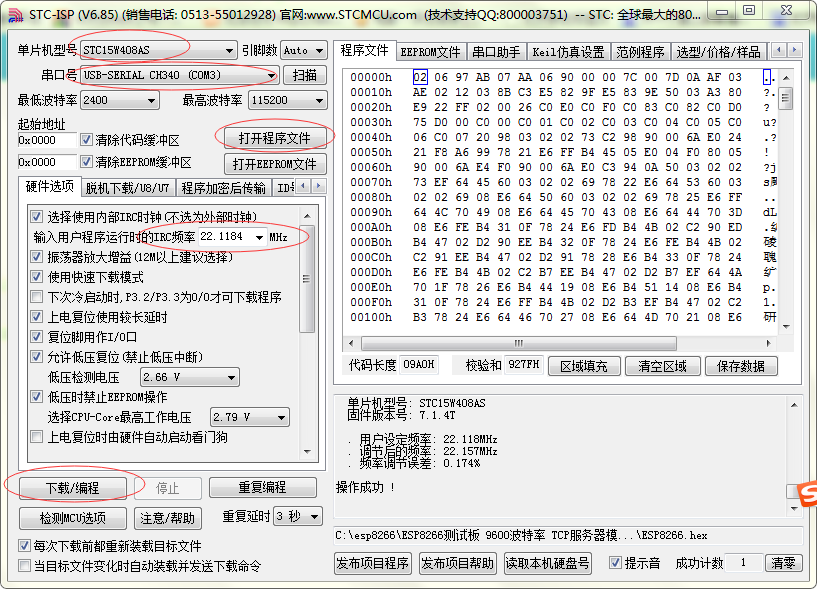 STC-ISP (V6.85) (销售电话: 0513-55012928) 官网:www.STCMCU.com (技术支持QQ:800003751) -- STC: 全球最大的80...
单片机型号 STC15W408AS 引脚数 Auto
串口号 USB-SERIAL CH340 (COM3) 扫描
最低波特率 2400 最高波特率 115200
起始地址
0x0000 清除代码缓冲区 打开程序文件
0x0000 清除EEPROM缓冲区 打开EEPROM文件
硬件选项 脱机下载/U8/U7 程序加密后传输 ID号
选择使用内部IRC时钟(不选为外部时钟)
输入用户程序运行时的IRC频率 22.1184 MHz
振荡器放大增益(12M以上建议选择)
使用快速下载模式
下次冷启动时,P3.2/P3.3为0/0才可下载程序
上电复位使用较长延时
复位脚用作I/O口
允许低压复位(禁止低压中断)
低压检测电压 2.66 V
低压时禁止EEPROM操作
选择CPU-Core最高工作电压 2.79 V
上电复位时由硬件自动启动看门狗
下载/编程 停止 重复编程
检测MCU选项 注意/帮助 重复延时 3 秒
每次下载前都重新装载目标文件
当目标文件变化时自动装载并发送下载命令
程序文件 EEPROM文件 串口助手 Keil仿真设置 范例程序 选型/价格/样品
00000h 02 06 97 AB 07 AA 06 90 00 00 7C 00 7D 0A AF 03 ..
00010h AE 02 12 03 8B C3 E5 82 9F E5 83 9E 50 03 A3 80 ?.
00020h E9 22 FF 02 00 26 C0 E0 C0 F0 C0 83 C0 82 C0 D0 ?
00030h 75 D0 00 C0 00 C0 01 C0 02 C0 03 C0 04 C0 05 C0 u?
00040h 06 C0 07 20 98 03 02 02 73 C2 98 90 00 6A E0 24 .?
00050h 21 F8 A6 99 78 21 E6 FF B4 45 05 E0 04 F0 80 05 !
00060h 90 00 6A E4 F0 90 00 6A E0 C3 94 0A 50 03 02 02 ?j
00070h 73 EF 64 45 60 03 02 02 69 78 22 E6 64 53 60 03 s飀
00080h 02 02 69 08 E6 64 50 60 03 02 02 69 78 25 E6 FF ..
00090h 64 4C 70 49 08 E6 64 45 70 43 08 E6 64 44 70 3D dL
000A0h 08 E6 FE B4 31 0F 78 24 E6 FD B4 4B 02 C2 90 ED
000B0h B4 47 02 D2 90 EE B4 32 0F 78 24 E6 FE B4 4B 02
000C0h C2 91 EE B4 47 02 D2 91 78 28 E6 B4 33 0F 78 24
000D0h E6 FE B4 4B 02 C2 B7 EE B4 47 02 D2 B7 EF 64 4A
000E0h 70 1F 78 26 E6 B4 44 19 08 E6 B4 51 14 08 E6 B4 p.
000F0h 31 0F 78 24 E6 FF B4 4B 02 D2 B3 EF B4 47 02 C2 1.
00100h B3 78 24 E6 64 46 70 27 08 E6 64 4D 70 21 08 E6
代码长度 09A0H 校验和 927FH 区域填充 清空区域 保存数据
单片机型号: STC15W408AS
固件版本号: 7.1.4T
. 用户设定频率: 22.118MHz
. 调节后的频率: 22.157MHz
. 频率调节误差: 0.174%
操作成功 !
C:\esp8266\ESP8266测试板 9600波特率 TCP服务器模...\ESP8266.hex
发布项目程序 发布项目帮助 读取本机硬盘号 提示音 成功计数 1 清零